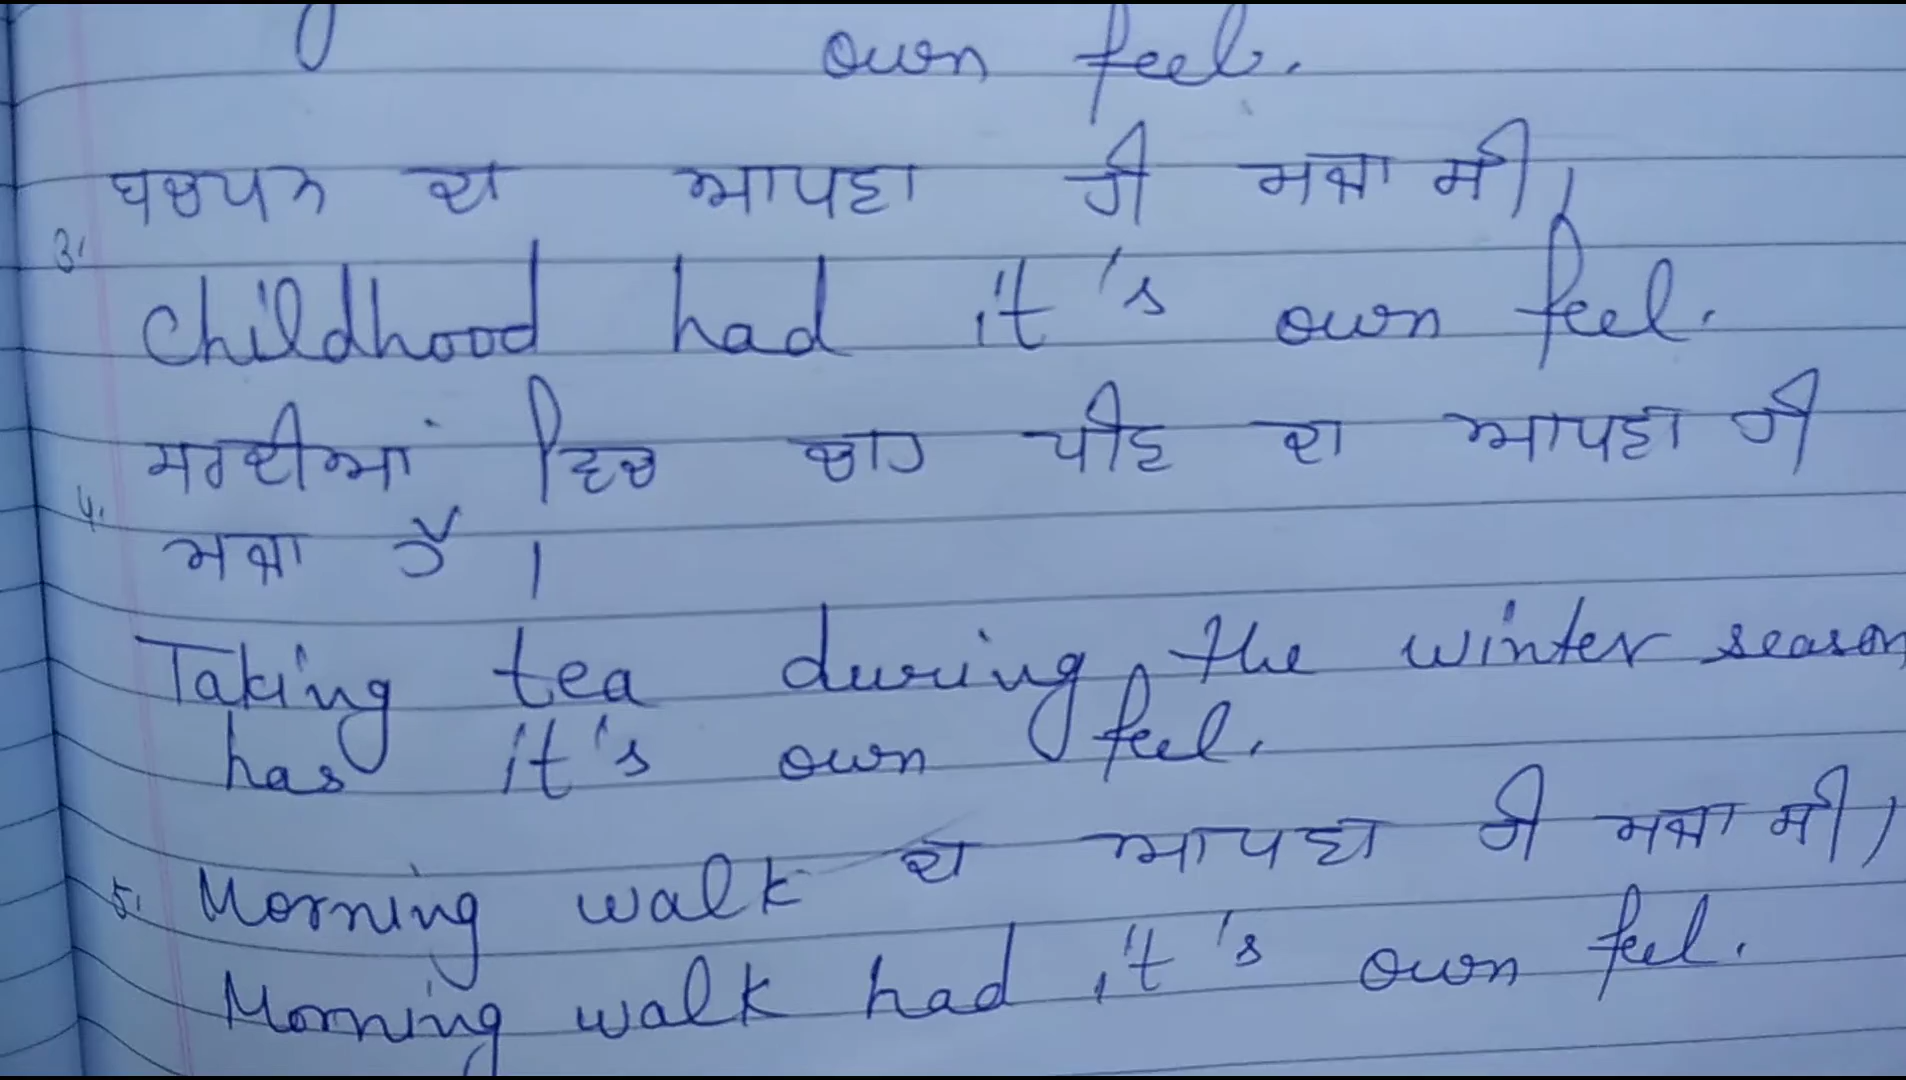 own feel.
ਬਚਪਨ ਦਾ ਆਪਣਾ ਹੀ ਮਜ਼ਾ ਸੀ।
3. Childhood had it's own feel.
ਸਰਦੀਆਂ ਵਿਚ ਚਾਹ ਪੀਣ ਦਾ ਆਪਣਾ ਹੀ
4. ਮਜ਼ਾ ਹੈ।
Taking tea during the winter season
has it's own feel.
5. Morning walk ਦਾ ਆਪਣਾ ਹੀ ਮਜ਼ਾ ਸੀ।
Morning walk had it's own feel.